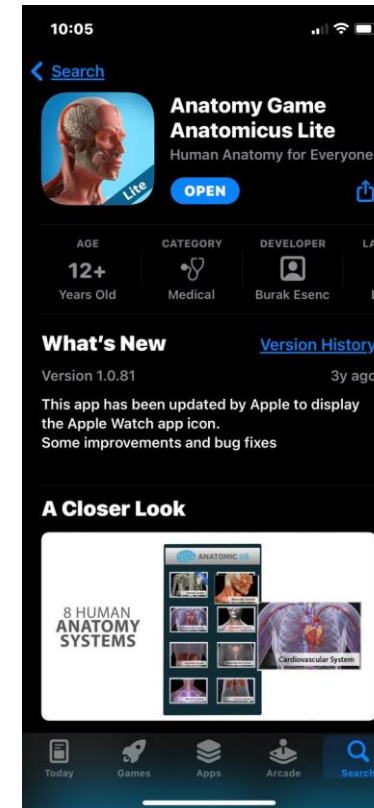 10:05
Search
Anatomy Game
Anatomicus Lite
Human Anatomy for Everyone
Lite
OPEN
AGE
CATEGORY
DEVELOPER
LA
12+
Years Old
Medical
Burak Esenc
What's New
Version History
Version 1.0.81
3y ago
This app has been updated by Apple to display
the Apple Watch app icon.
Some improvements and bug fixes
A Closer Look
8 HUMAN
ANATOMY
SYSTEMS
ANATOMIC.US
Cardiovascular System
Today
Games
Apps
Arcade
Search